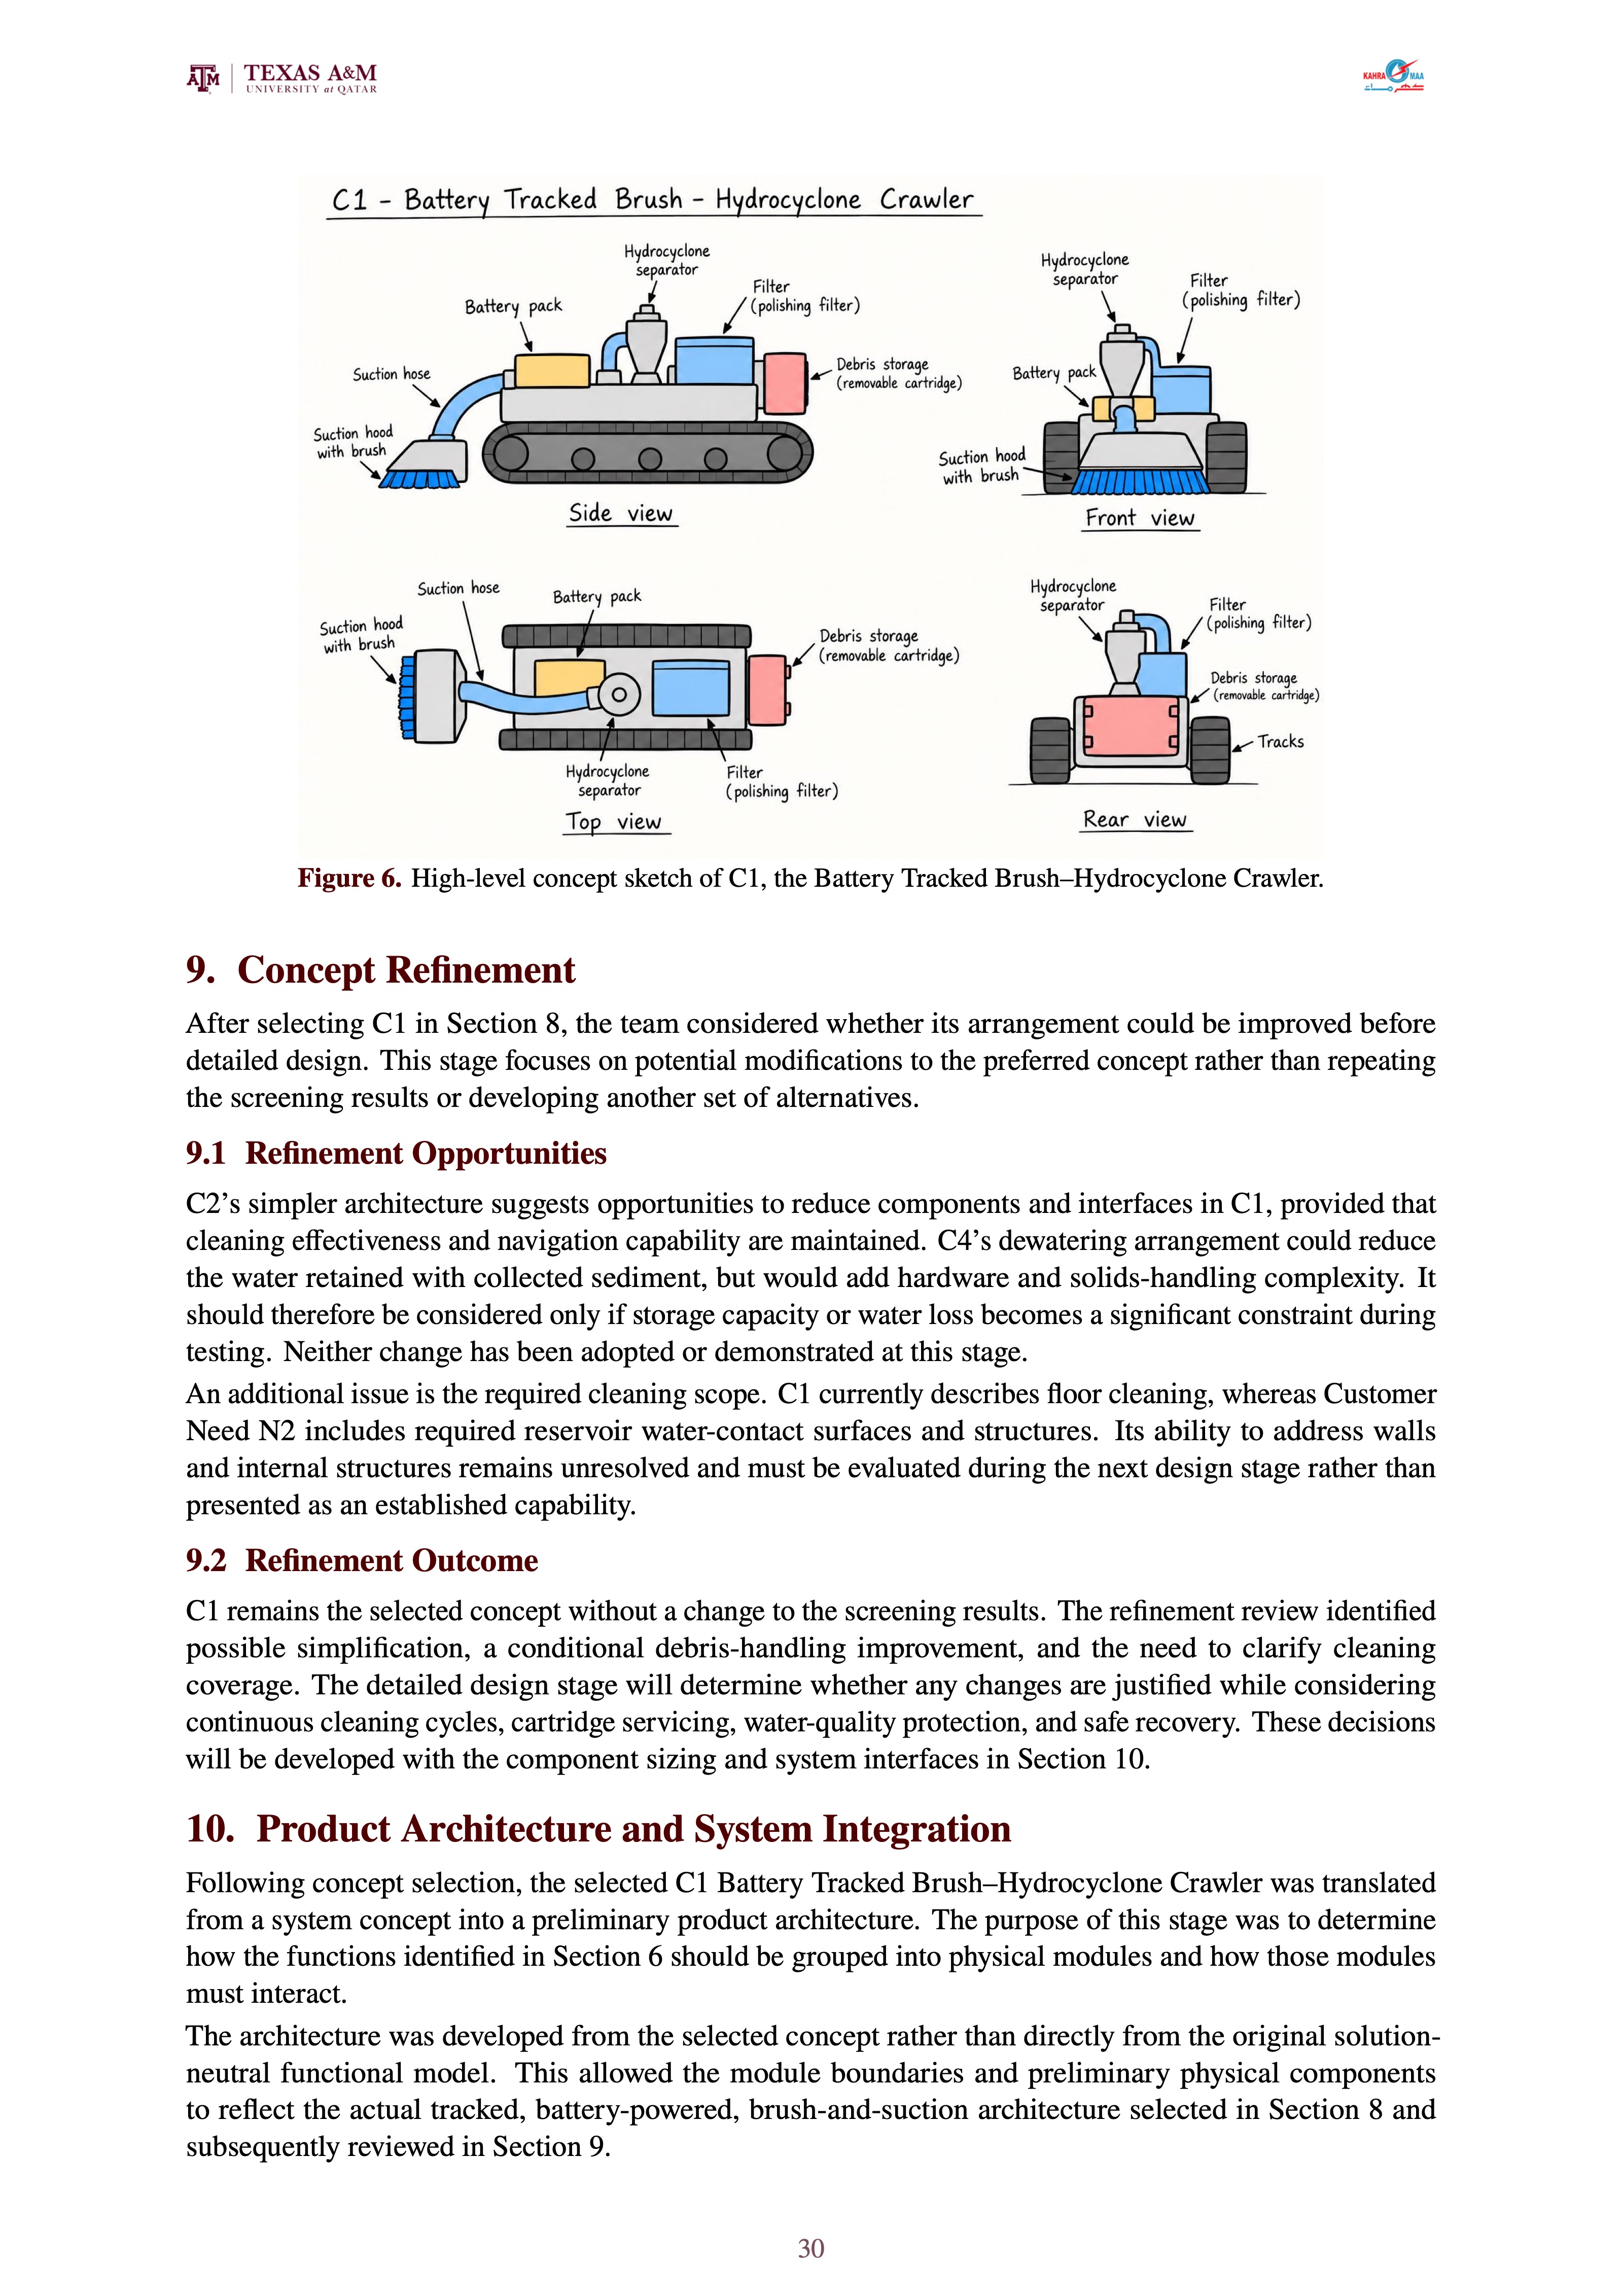 TEXAS A&M
UNIVERSITY at QATAR
KAHRA MAA
كهرماء
C1 - Battery Tracked Brush - Hydrocyclone Crawler
Hydrocyclone
separator
Filter
(polishing filter)
Battery pack
Debris storage
(removable cartridge)
Suction hose
Suction hood
with brush
Side view
Hydrocyclone
separator
Filter
(polishing filter)
Battery pack
Suction hood
with brush
Front view
Suction hose
Battery pack
Suction hood
with brush
Debris storage
(removable cartridge)
Hydrocyclone
separator
Filter
(polishing filter)
Top view
Hydrocyclone
separator
Filter
(polishing filter)
Debris storage
(removable cartridge)
Tracks
Rear view
Figure 6. High-level concept sketch of C1, the Battery Tracked Brush–Hydrocyclone Crawler.
9. Concept Refinement
After selecting C1 in Section 8, the team considered whether its arrangement could be improved before
detailed design. This stage focuses on potential modifications to the preferred concept rather than repeating
the screening results or developing another set of alternatives.
9.1 Refinement Opportunities
C2’s simpler architecture suggests opportunities to reduce components and interfaces in C1, provided that
cleaning effectiveness and navigation capability are maintained. C4’s dewatering arrangement could reduce
the water retained with collected sediment, but would add hardware and solids-handling complexity. It
should therefore be considered only if storage capacity or water loss becomes a significant constraint during
testing. Neither change has been adopted or demonstrated at this stage.
An additional issue is the required cleaning scope. C1 currently describes floor cleaning, whereas Customer
Need N2 includes required reservoir water-contact surfaces and structures. Its ability to address walls
and internal structures remains unresolved and must be evaluated during the next design stage rather than
presented as an established capability.
9.2 Refinement Outcome
C1 remains the selected concept without a change to the screening results. The refinement review identified
possible simplification, a conditional debris-handling improvement, and the need to clarify cleaning
coverage. The detailed design stage will determine whether any changes are justified while considering
continuous cleaning cycles, cartridge servicing, water-quality protection, and safe recovery. These decisions
will be developed with the component sizing and system interfaces in Section 10.
10. Product Architecture and System Integration
Following concept selection, the selected C1 Battery Tracked Brush–Hydrocyclone Crawler was translated
from a system concept into a preliminary product architecture. The purpose of this stage was to determine
how the functions identified in Section 6 should be grouped into physical modules and how those modules
must interact.
The architecture was developed from the selected concept rather than directly from the original solution-
neutral functional model. This allowed the module boundaries and preliminary physical components
to reflect the actual tracked, battery-powered, brush-and-suction architecture selected in Section 8 and
subsequently reviewed in Section 9.
30